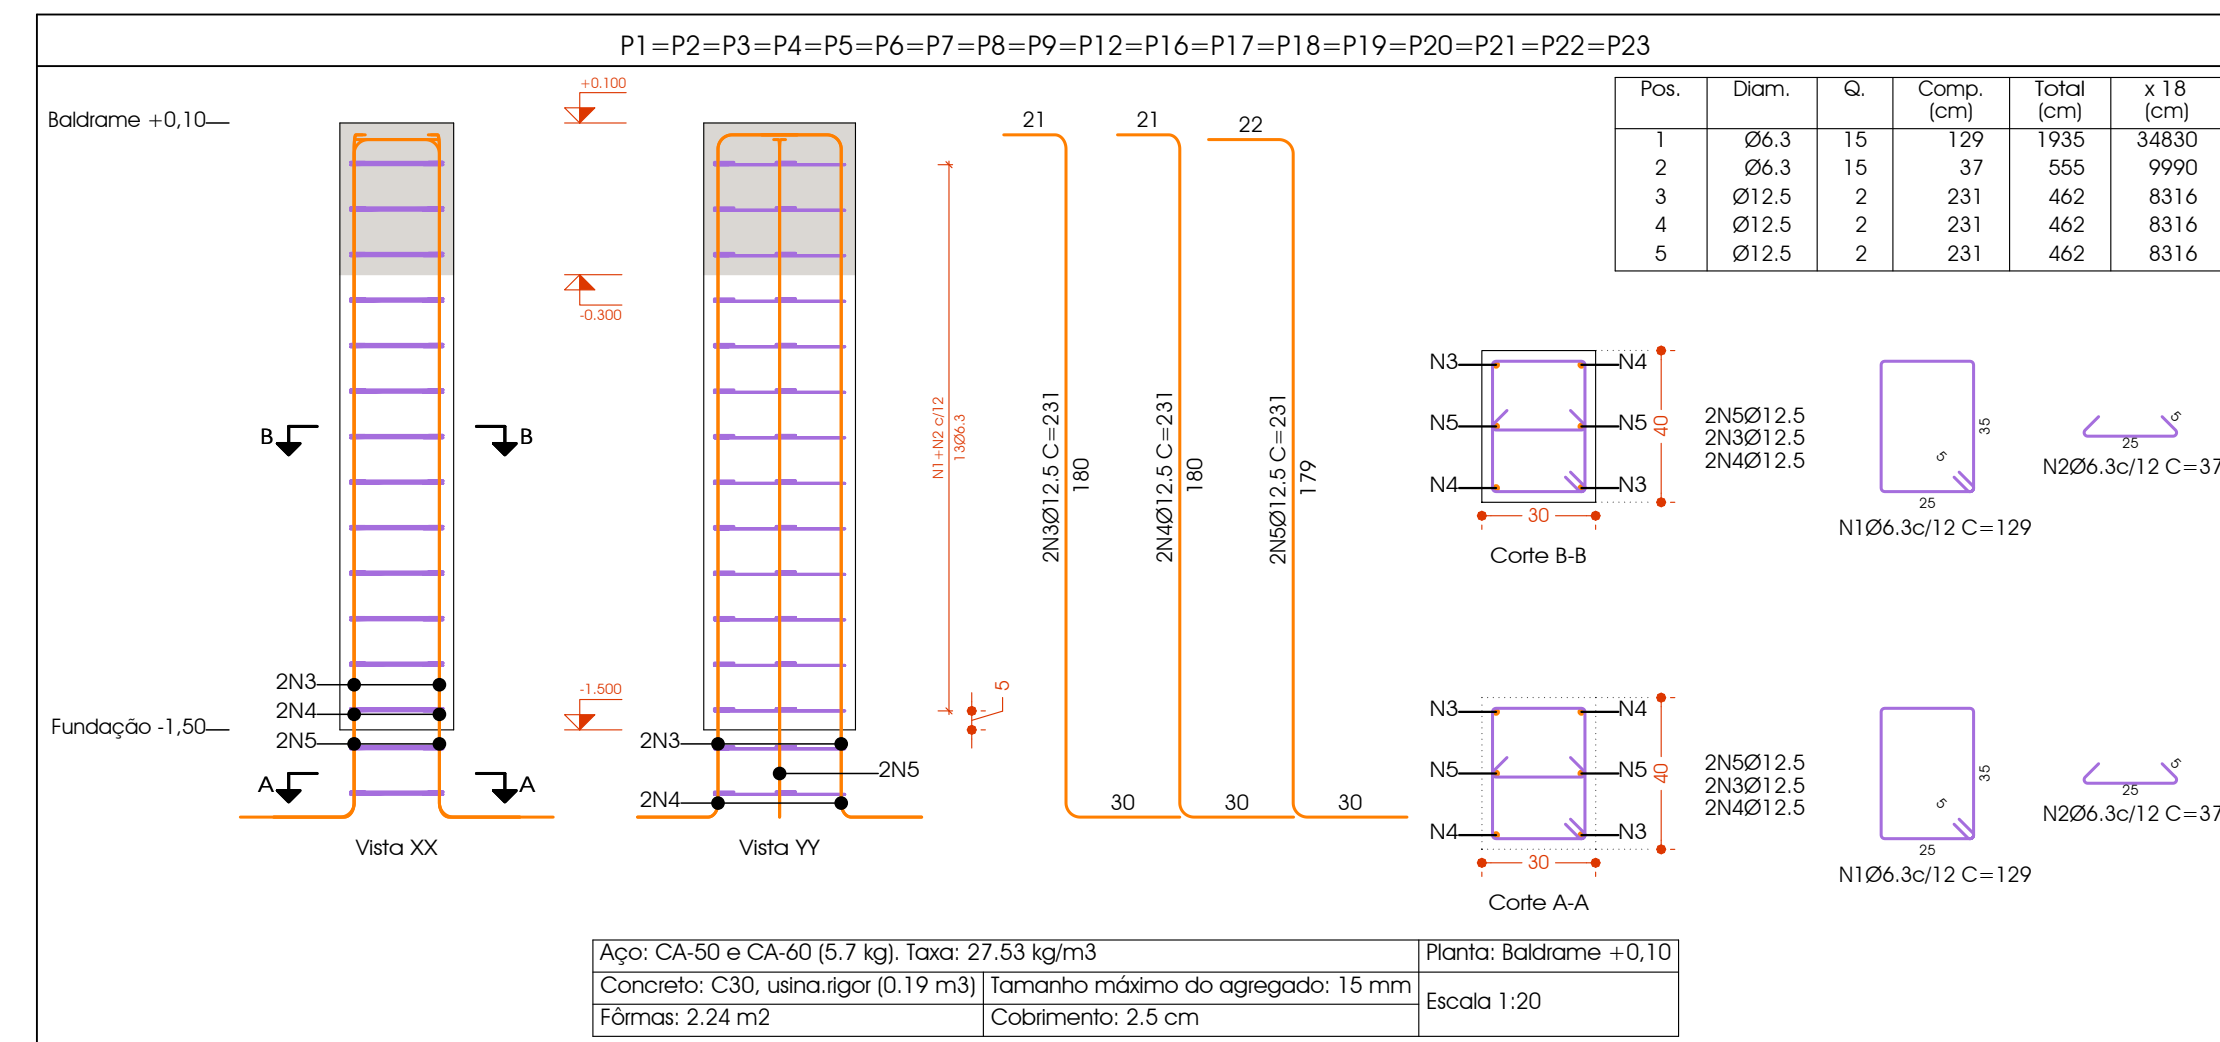 P1=P2=P3=P4=P5=P6=P7=P8=P9=P12=P16=P17=P18=P19=P20=P21=P22=P23
Pos. Diam. Q. Comp. (cm) Total (cm) x 18 (cm)
1 Ø6.3 15 129 1935 34830
2 Ø6.3 15 37 555 9990
3 Ø12.5 2 231 462 8316
4 Ø12.5 2 231 462 8316
5 Ø12.5 2 231 462 8316
Baldrame +0,10
+0.100
-0.300
-1.500
Fundação -1,50
B B
2N3
2N4
2N5
A A
Vista XX
2N3
2N5
2N4
Vista YY
N1+N2 c/12
13Ø6.3
5
21
2N3Ø12.5 C=231
180
30
21
2N4Ø12.5 C=231
180
30
22
2N5Ø12.5 C=231
179
30
N3 N4
N5 N5
N4 N3
40
30
Corte B-B
2N5Ø12.5
2N3Ø12.5
2N4Ø12.5
35
5
25
N1Ø6.3c/12 C=129
5
25
N2Ø6.3c/12 C=37
N3 N4
N5 N5
N4 N3
40
30
Corte A-A
2N5Ø12.5
2N3Ø12.5
2N4Ø12.5
35
5
25
N1Ø6.3c/12 C=129
5
25
N2Ø6.3c/12 C=37
Aço: CA-50 e CA-60 (5.7 kg). Taxa: 27.53 kg/m3 Planta: Baldrame +0,10
Concreto: C30, usina.rigor (0.19 m3) Tamanho máximo do agregado: 15 mm
Escala 1:20
Fôrmas: 2.24 m2 Cobrimento: 2.5 cm